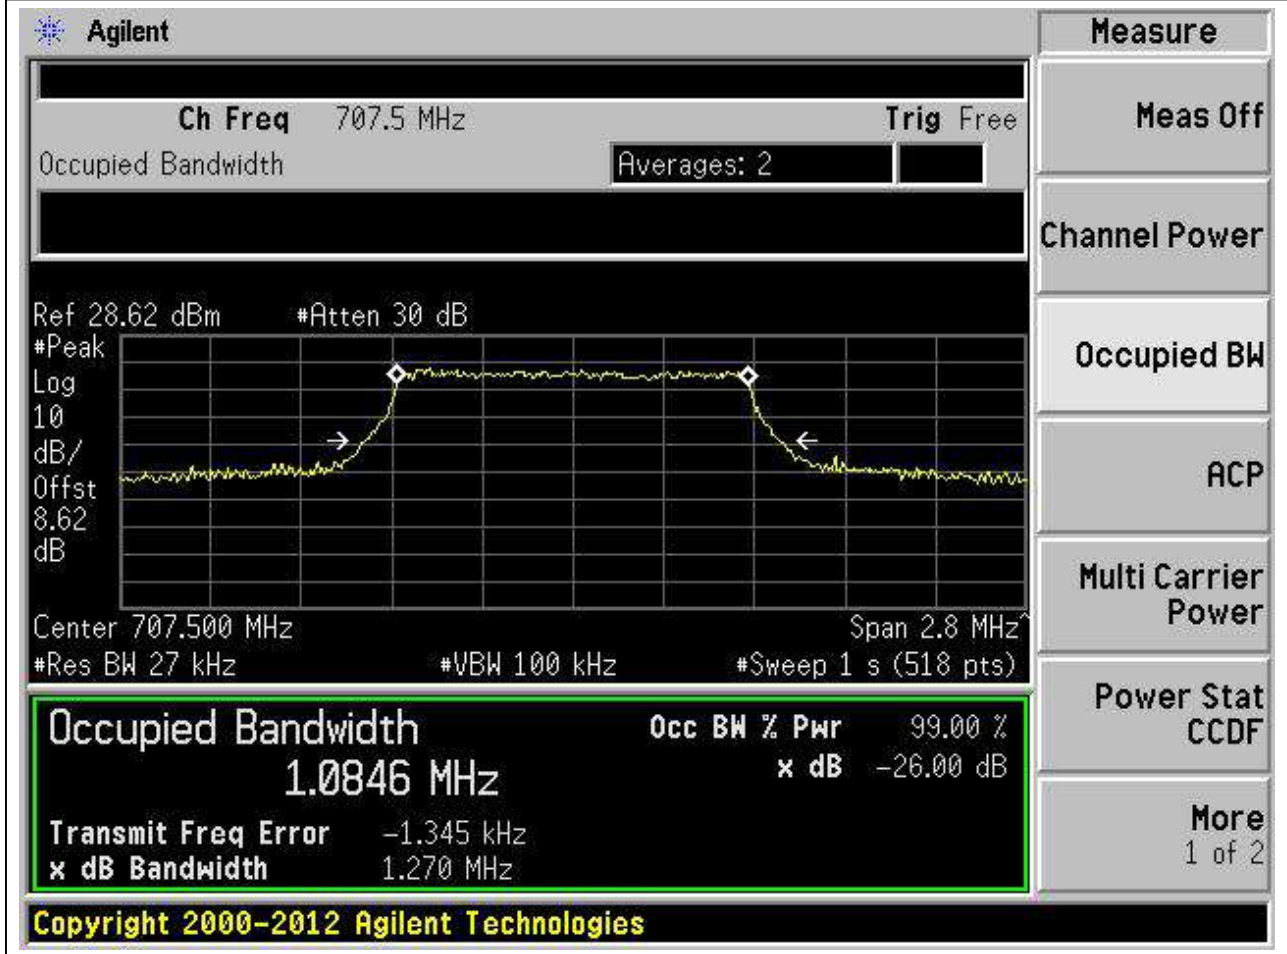 Agilent
Measure
Ch Freq 707.5 MHz Trig Free
Occupied Bandwidth Averages: 2
Ref 28.62 dBm #Atten 30 dB
#Peak
Log
10
dB/
Offst
8.62
dB
Center 707.500 MHz Span 2.8 MHz^
#Res BW 27 kHz #VBW 100 kHz #Sweep 1 s (518 pts)
Occupied Bandwidth Occ BW % Pwr 99.00 %
1.0846 MHz x dB -26.00 dB
Transmit Freq Error -1.345 kHz
x dB Bandwidth 1.270 MHz
Copyright 2000-2012 Agilent Technologies
Meas Off
Channel Power
Occupied BW
ACP
Multi Carrier
Power
Power Stat
CCDF
More
1 of 2